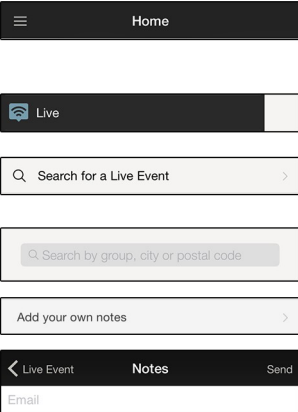 Home
Live
Search for a Live Event
Search by group, city or postal code
Add your own notes
Live Event Notes Send
Email